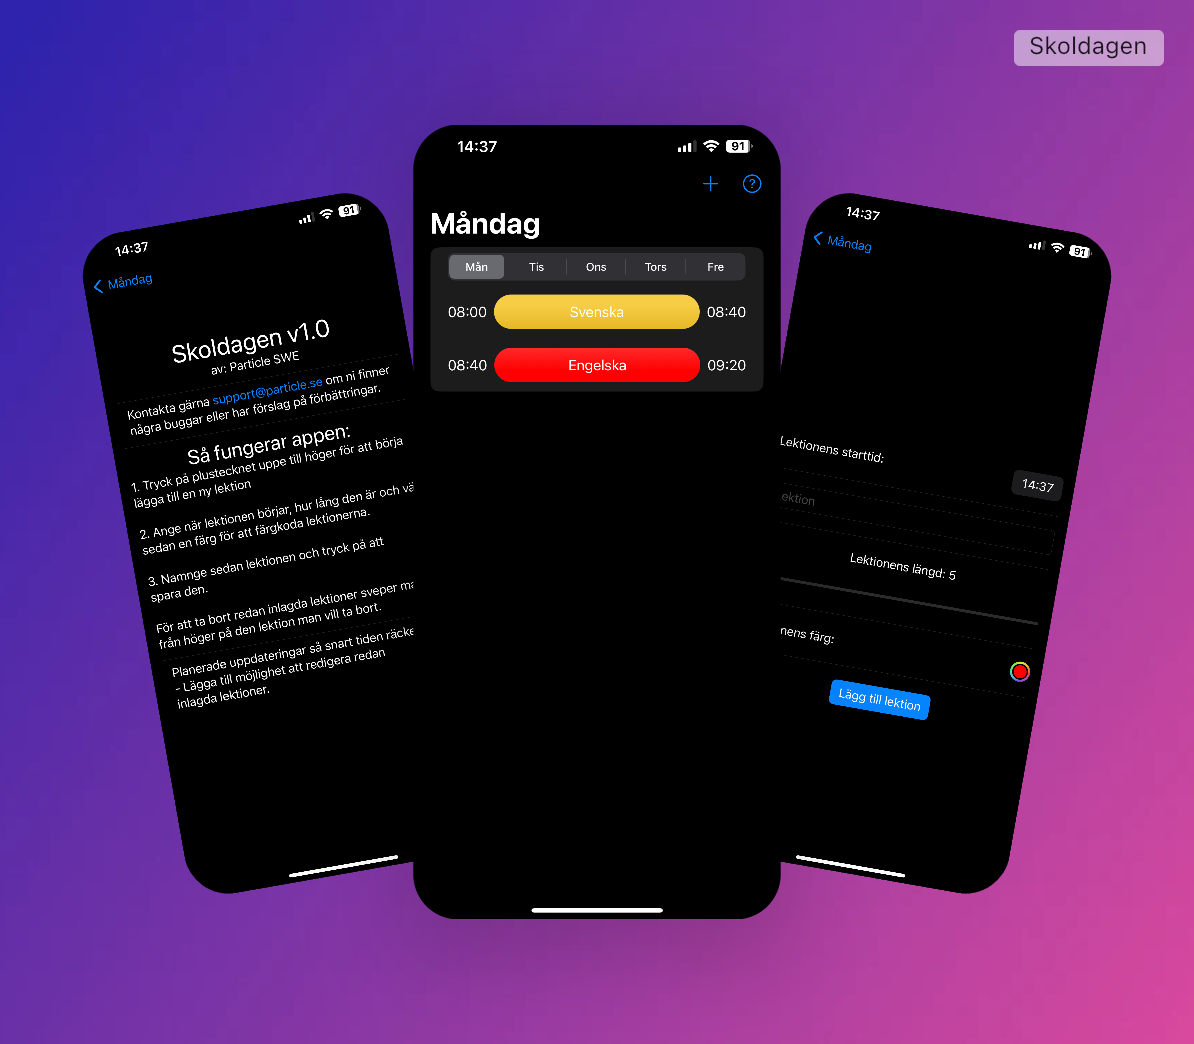 Skoldagen
14:37
91
Måndag
Skoldagen v1.0
av: Particle SWE
Kontakta gärna support@particle.se om ni finner
några buggar eller har förslag på förbättringar.
Så fungerar appen:
1. Tryck på plustecknet uppe till höger för att börja
lägga till en ny lektion
2. Ange när lektionen börjar, hur lång den är och vä
sedan en färg för att färgkoda lektionerna.
3. Namnge sedan lektionen och tryck på att
spara den.
För att ta bort redan inlagda lektioner sveper ma
från höger på den lektion man vill ta bort.
Planerade uppdateringar så snart tiden räcke
- Lägga till möjlighet att redigera redan
inlagda lektioner.
14:37
91
+ ?
Måndag
Mån Tis Ons Tors Fre
08:00 Svenska 08:40
08:40 Engelska 09:20
14:37
91
Måndag
Lektionens starttid:
14:37
ektion
Lektionens längd: 5
nens färg:
Lägg till lektion